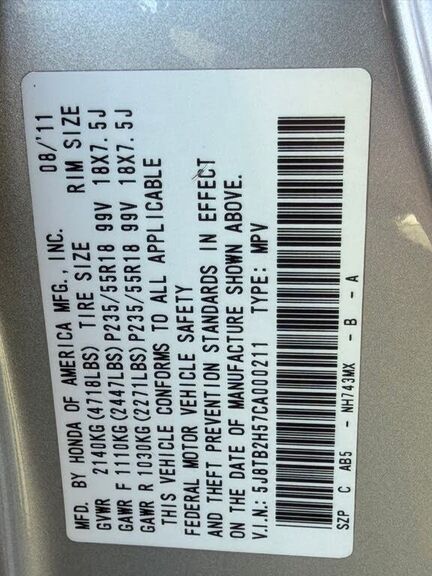 MFD. BY HONDA OF AMERICA MFG., INC. 08/'11
GVWR 2140KG(4718LBS) TIRE SIZE RIM SIZE
GAWR F 1110KG(2447LBS)P235/55R18 99V 18X7.5J
GAWR R 1030KG(2271LBS)P235/55R18 99V 18X7.5J
THIS VEHICLE CONFORMS TO ALL APPLICABLE
FEDERAL MOTOR VEHICLE SAFETY
AND THEFT PREVENTION STANDARDS IN EFFECT
ON THE DATE OF MANUFACTURE SHOWN ABOVE.
V.I.N.: 5J8TB2H57CA000211 TYPE: MPV
SZP C AB5 - NH743MX - B - A